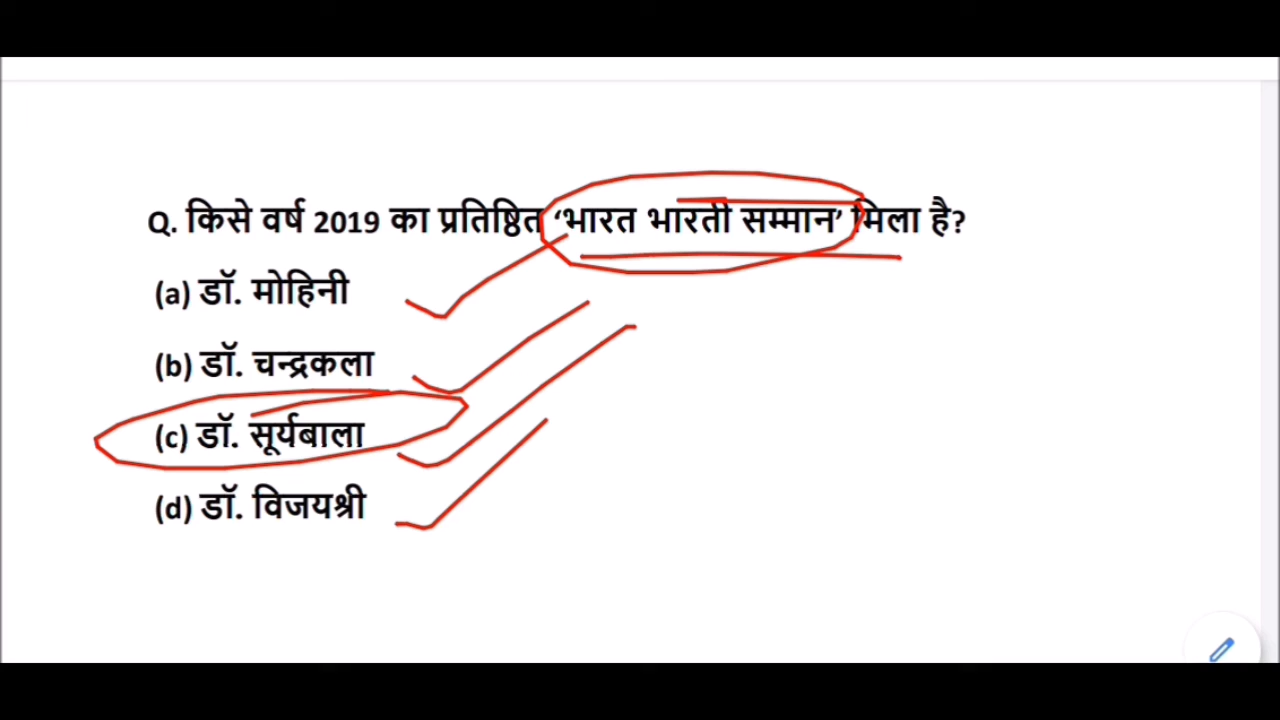 Q. किसे वर्ष 2019 का प्रतिष्ठित ‘भारत भारती सम्मान’ मिला है?
(a) डॉ. मोहिनी
(b) डॉ. चन्द्रकला
(c) डॉ. सूर्यबाला
(d) डॉ. विजयश्री